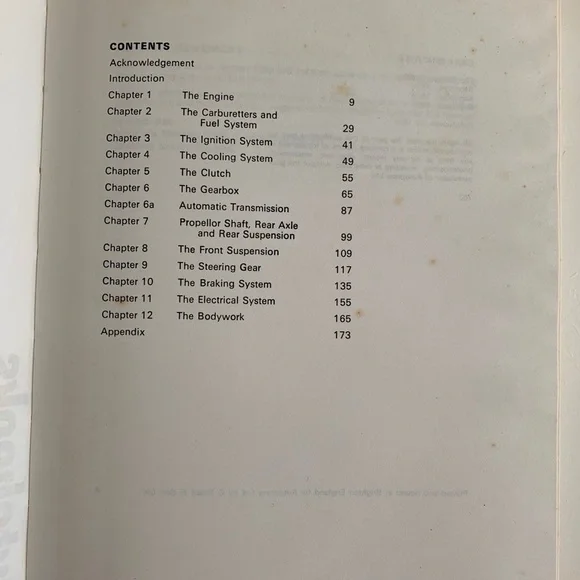 CONTENTS
Acknowledgement
Introduction
Chapter 1 The Engine 9
Chapter 2 The Carburetters and
Fuel System 29
Chapter 3 The Ignition System 41
Chapter 4 The Cooling System 49
Chapter 5 The Clutch 55
Chapter 6 The Gearbox 65
Chapter 6a Automatic Transmission 87
Chapter 7 Propellor Shaft, Rear Axle
and Rear Suspension 99
Chapter 8 The Front Suspension 109
Chapter 9 The Steering Gear 117
Chapter 10 The Braking System 135
Chapter 11 The Electrical System 155
Chapter 12 The Bodywork 165
Appendix 173